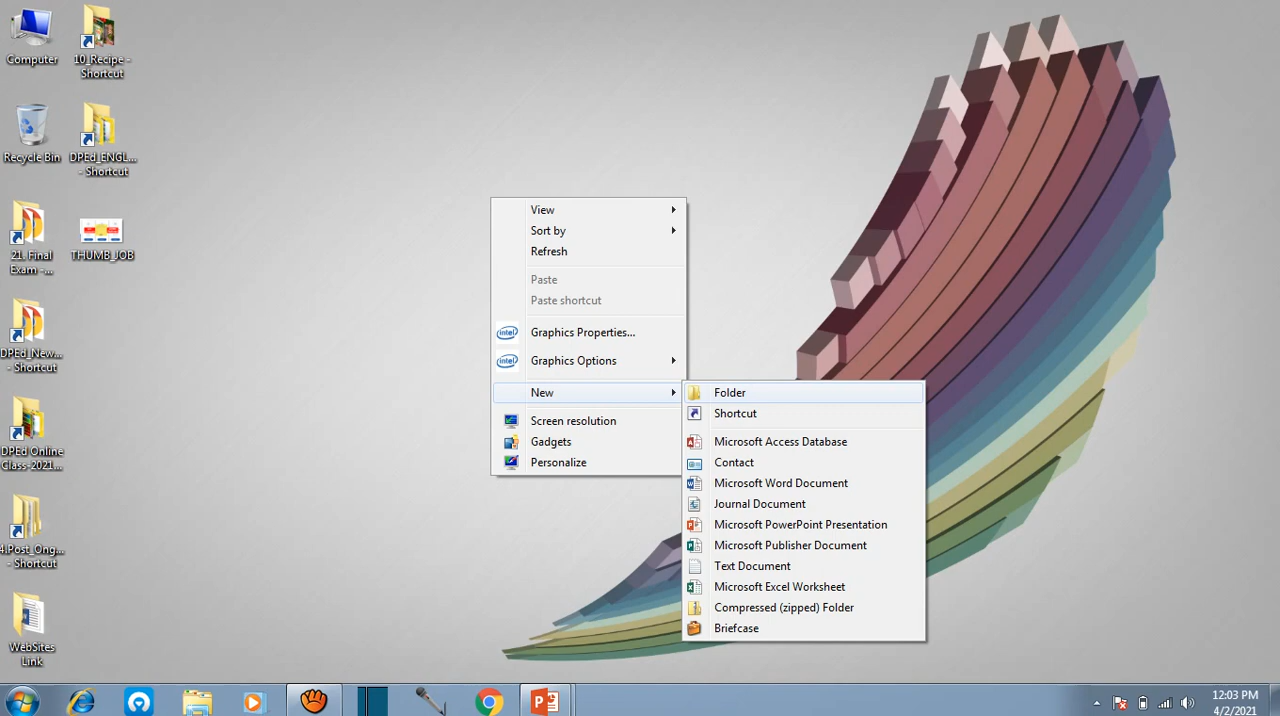 Computer
10_Recipe -
Shortcut
Recycle Bin
DPEd_ENGL...
- Shortcut
21. Final
Exam -...
THUMB_JOB
DPEd_New...
- Shortcut
DPEd Online
Class-2021...
4.Post_Ong...
- Shortcut
WebSites
Link
View
Sort by
Refresh
Paste
Paste shortcut
intel
Graphics Properties...
intel
Graphics Options
New
Screen resolution
Gadgets
Personalize
Folder
Shortcut
Microsoft Access Database
Contact
Microsoft Word Document
Journal Document
Microsoft PowerPoint Presentation
Microsoft Publisher Document
Text Document
Microsoft Excel Worksheet
Compressed (zipped) Folder
Briefcase
12:03 PM
4/2/2021